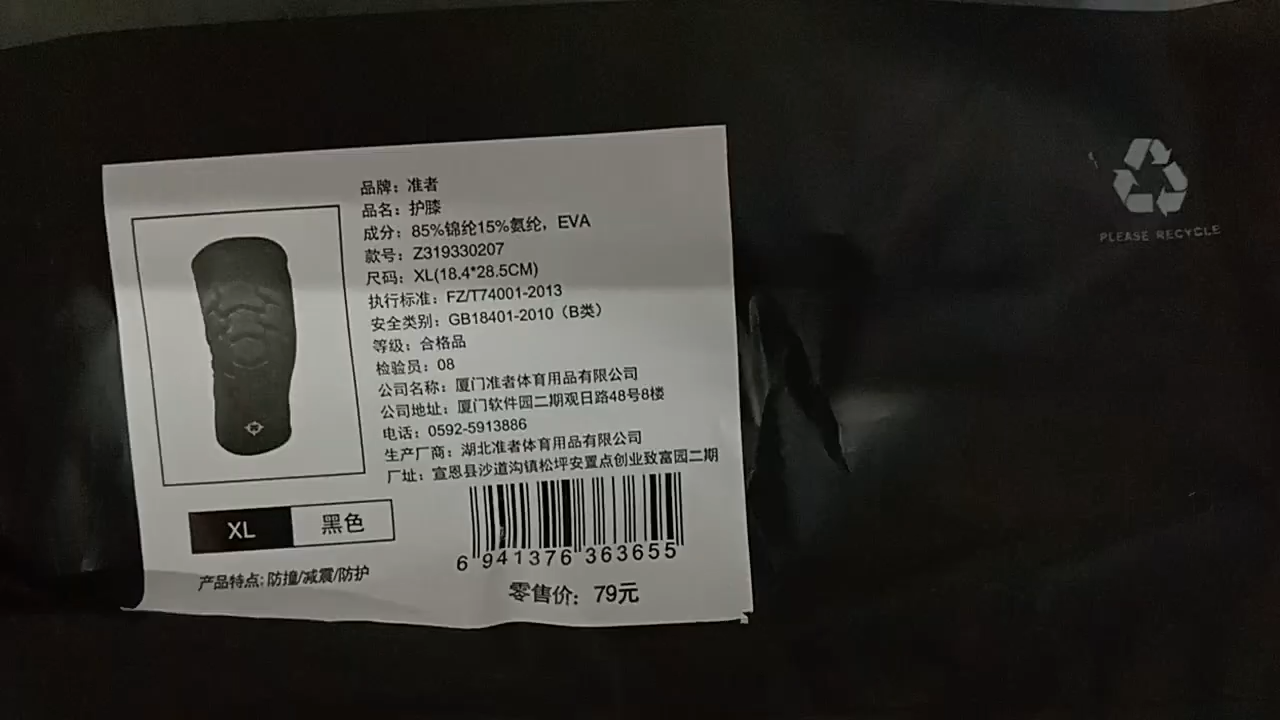 品牌：准者
品名：护膝
成分：85%锦纶15%氨纶，EVA
款号：Z319330207
尺码：XL(18.4*28.5CM)
执行标准：FZ/T74001-2013
安全类别：GB18401-2010（B类）
等级：合格品
检验员：08
公司名称：厦门准者体育用品有限公司
公司地址：厦门软件园二期观日路48号8楼
电话：0592-5913886
生产厂商：湖北准者体育用品有限公司
厂址：宣恩县沙道沟镇松坪安置点创业致富园二期
XL 黑色
6 941376 363655
产品特点：防撞/减震/防护
零售价：79元
PLEASE RECYCLE